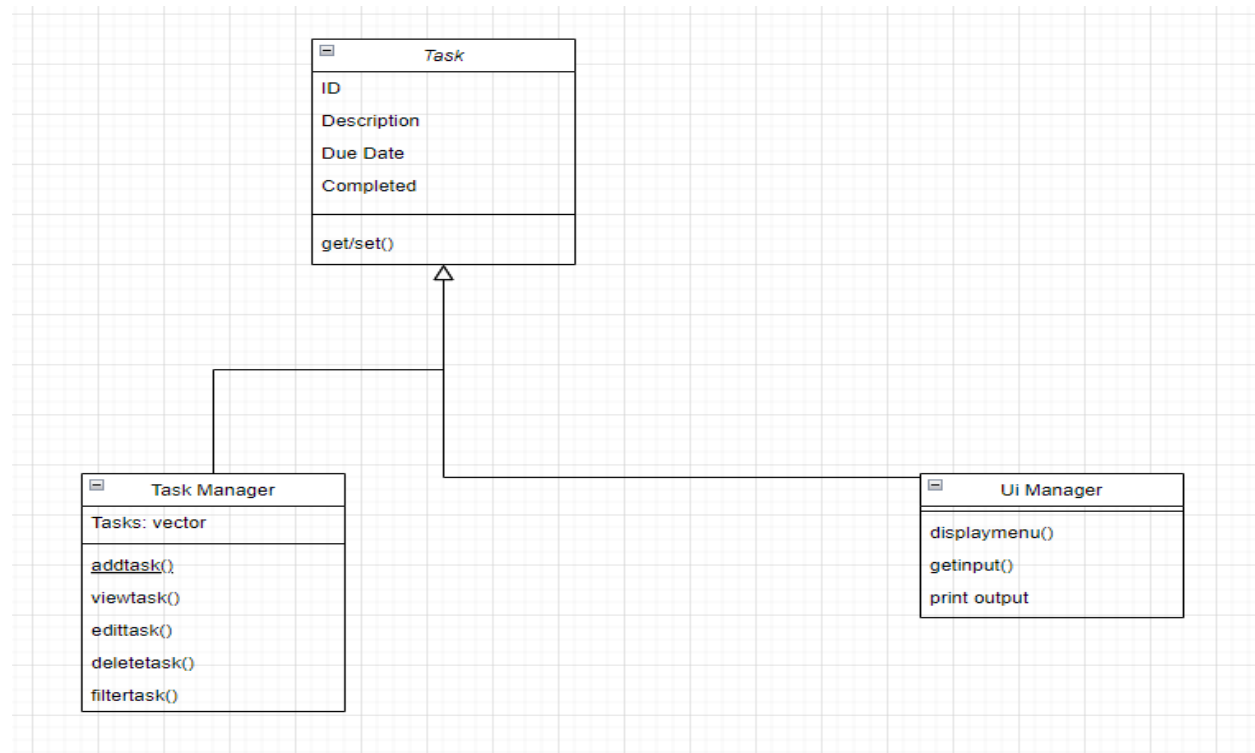 Task
ID
Description
Due Date
Completed
get/set()
Task Manager
Tasks: vector
addtask()
viewtask()
edittask()
deletetask()
filtertask()
Ui Manager
displaymenu()
getinput()
print output